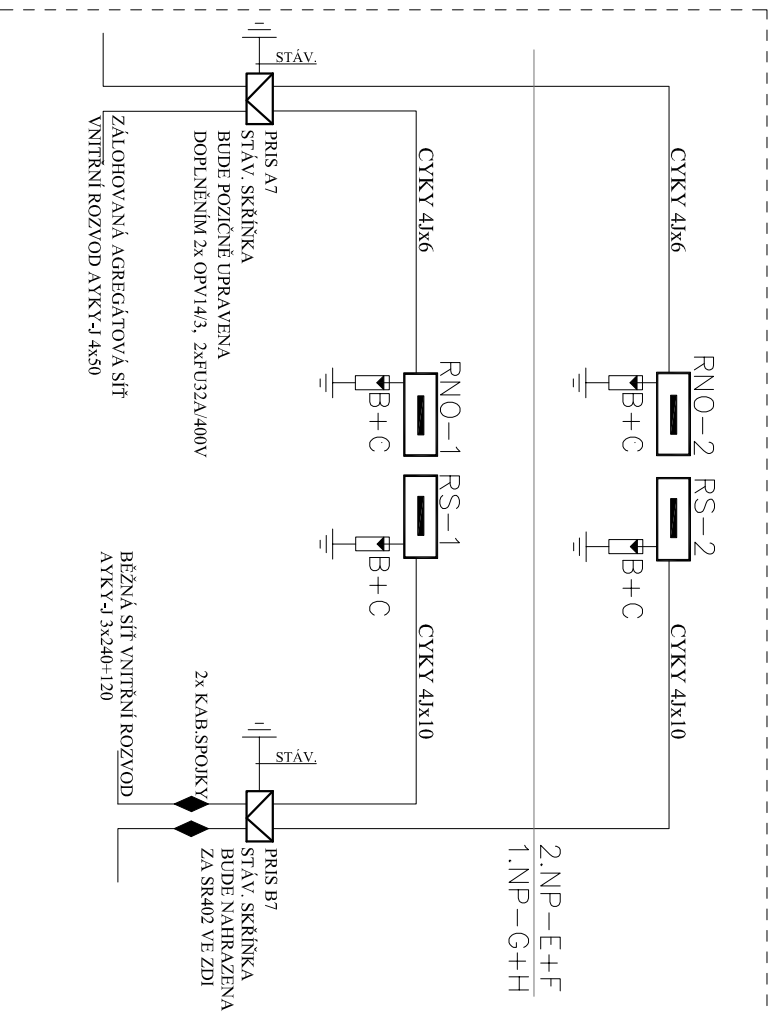 2.NP-E+F
1.NP-G+H
RNO-2
RS-2
B+C
B+C
CYKY 4Jx6
CYKY 4Jx10
RNO-1
RS-1
B+C
B+C
CYKY 4Jx6
CYKY 4Jx10
STÁV.
STÁV.
PRIS A7
STÁV. SKŘÍŇKA
BUDE POZIČNĚ UPRAVENA
DOPLNĚNÍM 2x OPV14/3, 2xFU32A/400V
PRIS B7
STÁV. SKŘÍŇKA
BUDE NAHRAZENA
ZA SR402 VE ZDI
2x KAB.SPOJKY
ZÁLOHOVANÁ AGREGÁTOVÁ SÍŤ
VNITŘNÍ ROZVOD AYKY-J 4x50
BĚŽNÁ SÍŤ VNITŘNÍ ROZVOD
AYKY-J 3x240+120